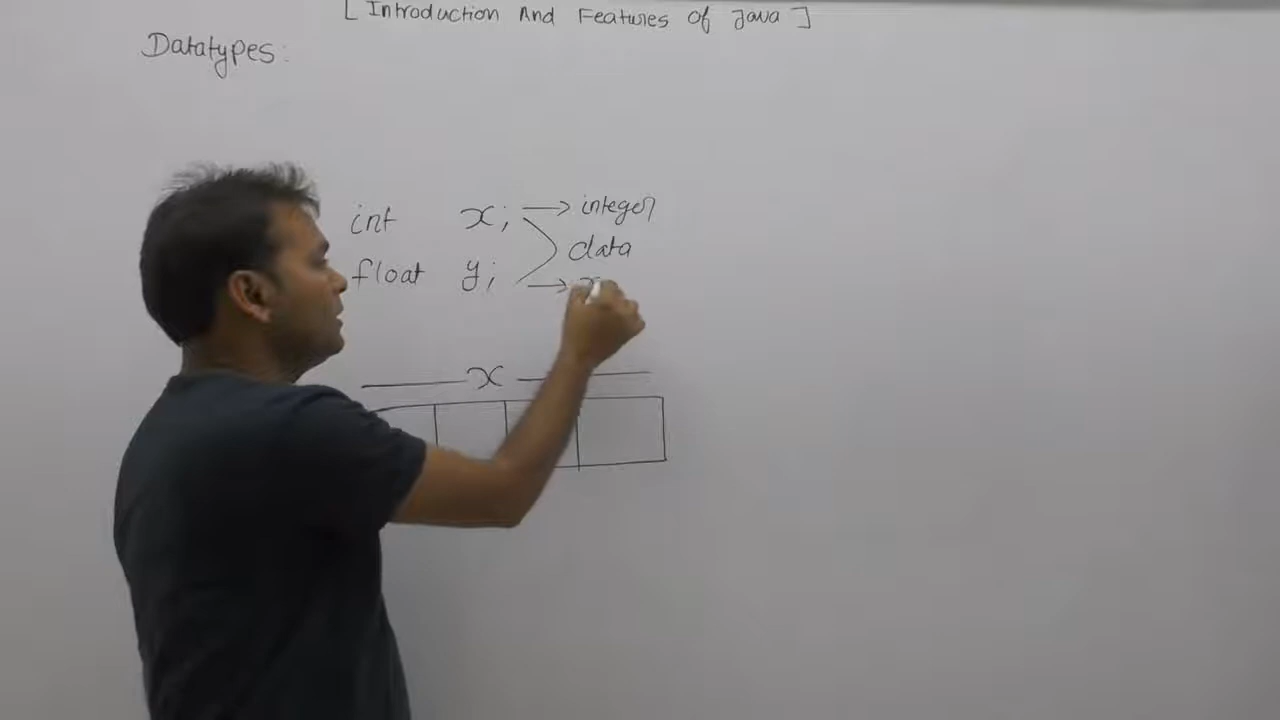 [ Introduction And Features of Java ]
Datatypes:
int x; → integer
data
float y; →
x